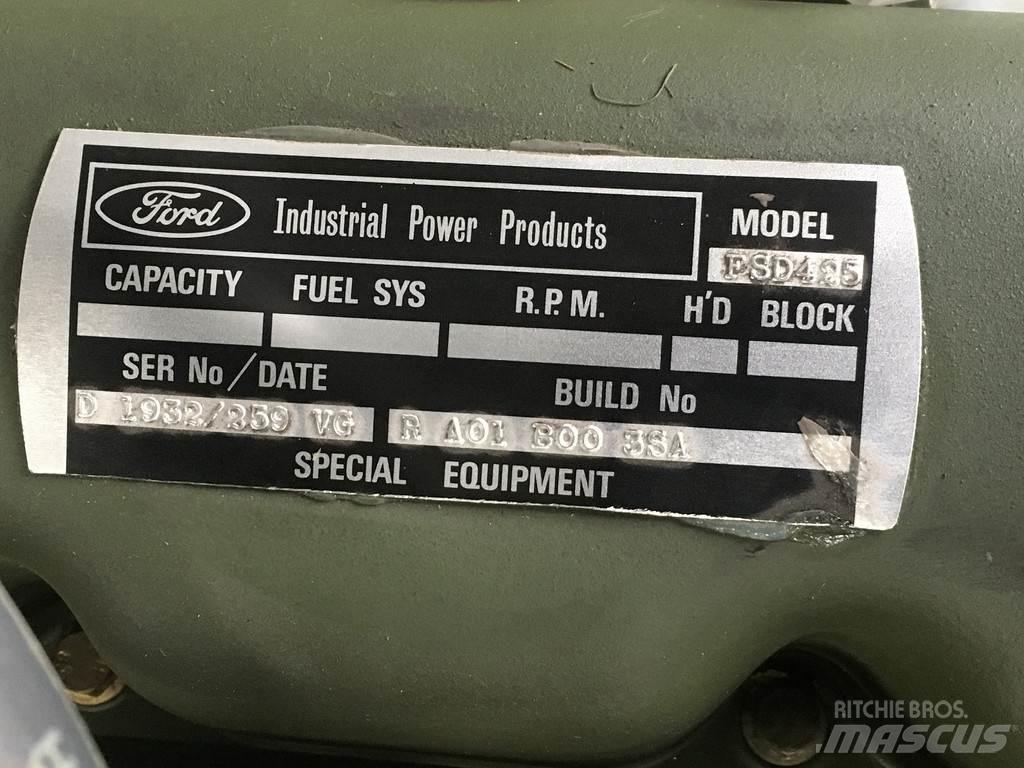 Ford Industrial Power Products
MODEL
FSD425
CAPACITY FUEL SYS R.P.M. H'D BLOCK
SER No/DATE BUILD No
D 1932/259 VG R A01 B00 3SA
SPECIAL EQUIPMENT
RITCHIE BROS.
MASCUS